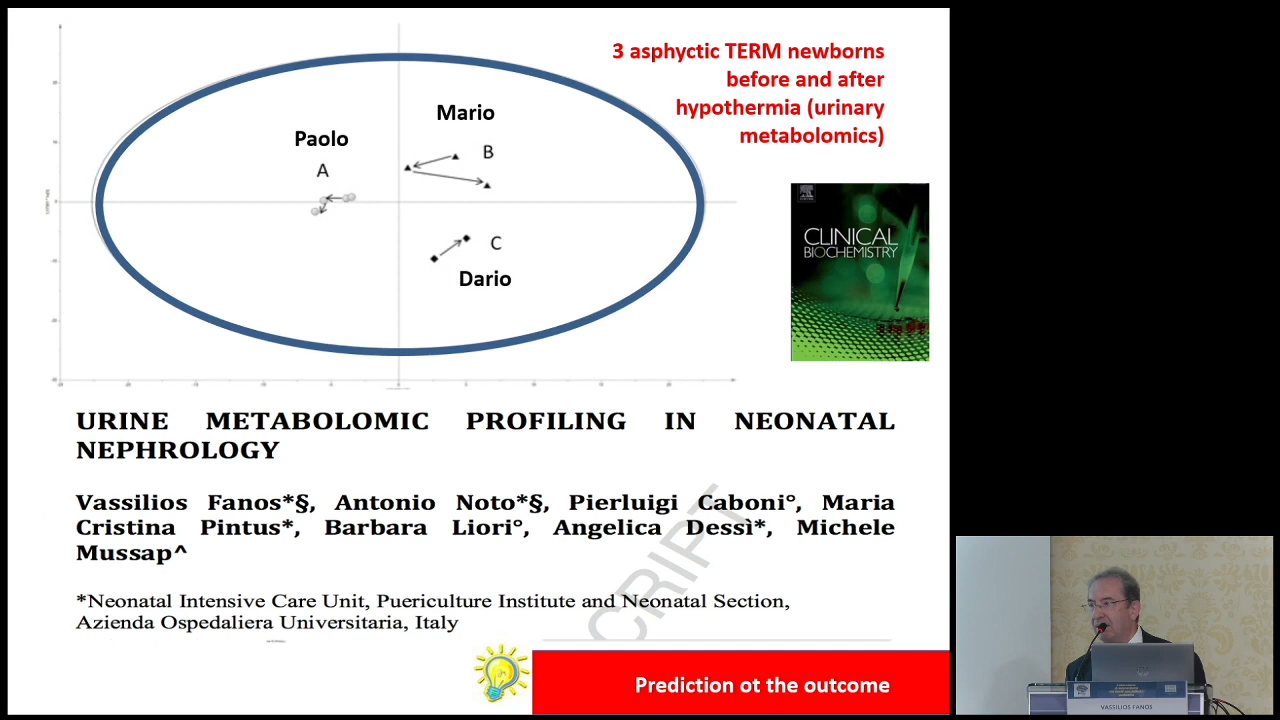 3 asphyctic TERM newborns
before and after
hypothermia (urinary
metabolomics)
Mario
Paolo
B
A
C
Dario
CLINICAL
BIOCHEMISTRY
URINE METABOLOMIC PROFILING IN NEONATAL
NEPHROLOGY
Vassilios Fanos*§, Antonio Noto*§, Pierluigi Caboni°, Maria
Cristina Pintus*, Barbara Liori°, Angelica Dessì*, Michele
Mussap^
CRIPT
*Neonatal Intensive Care Unit, Puericulture Institute and Neonatal Section,
Azienda Ospedaliera Universitaria, Italy
Prediction ot the outcome
VASSILIOS FANOS